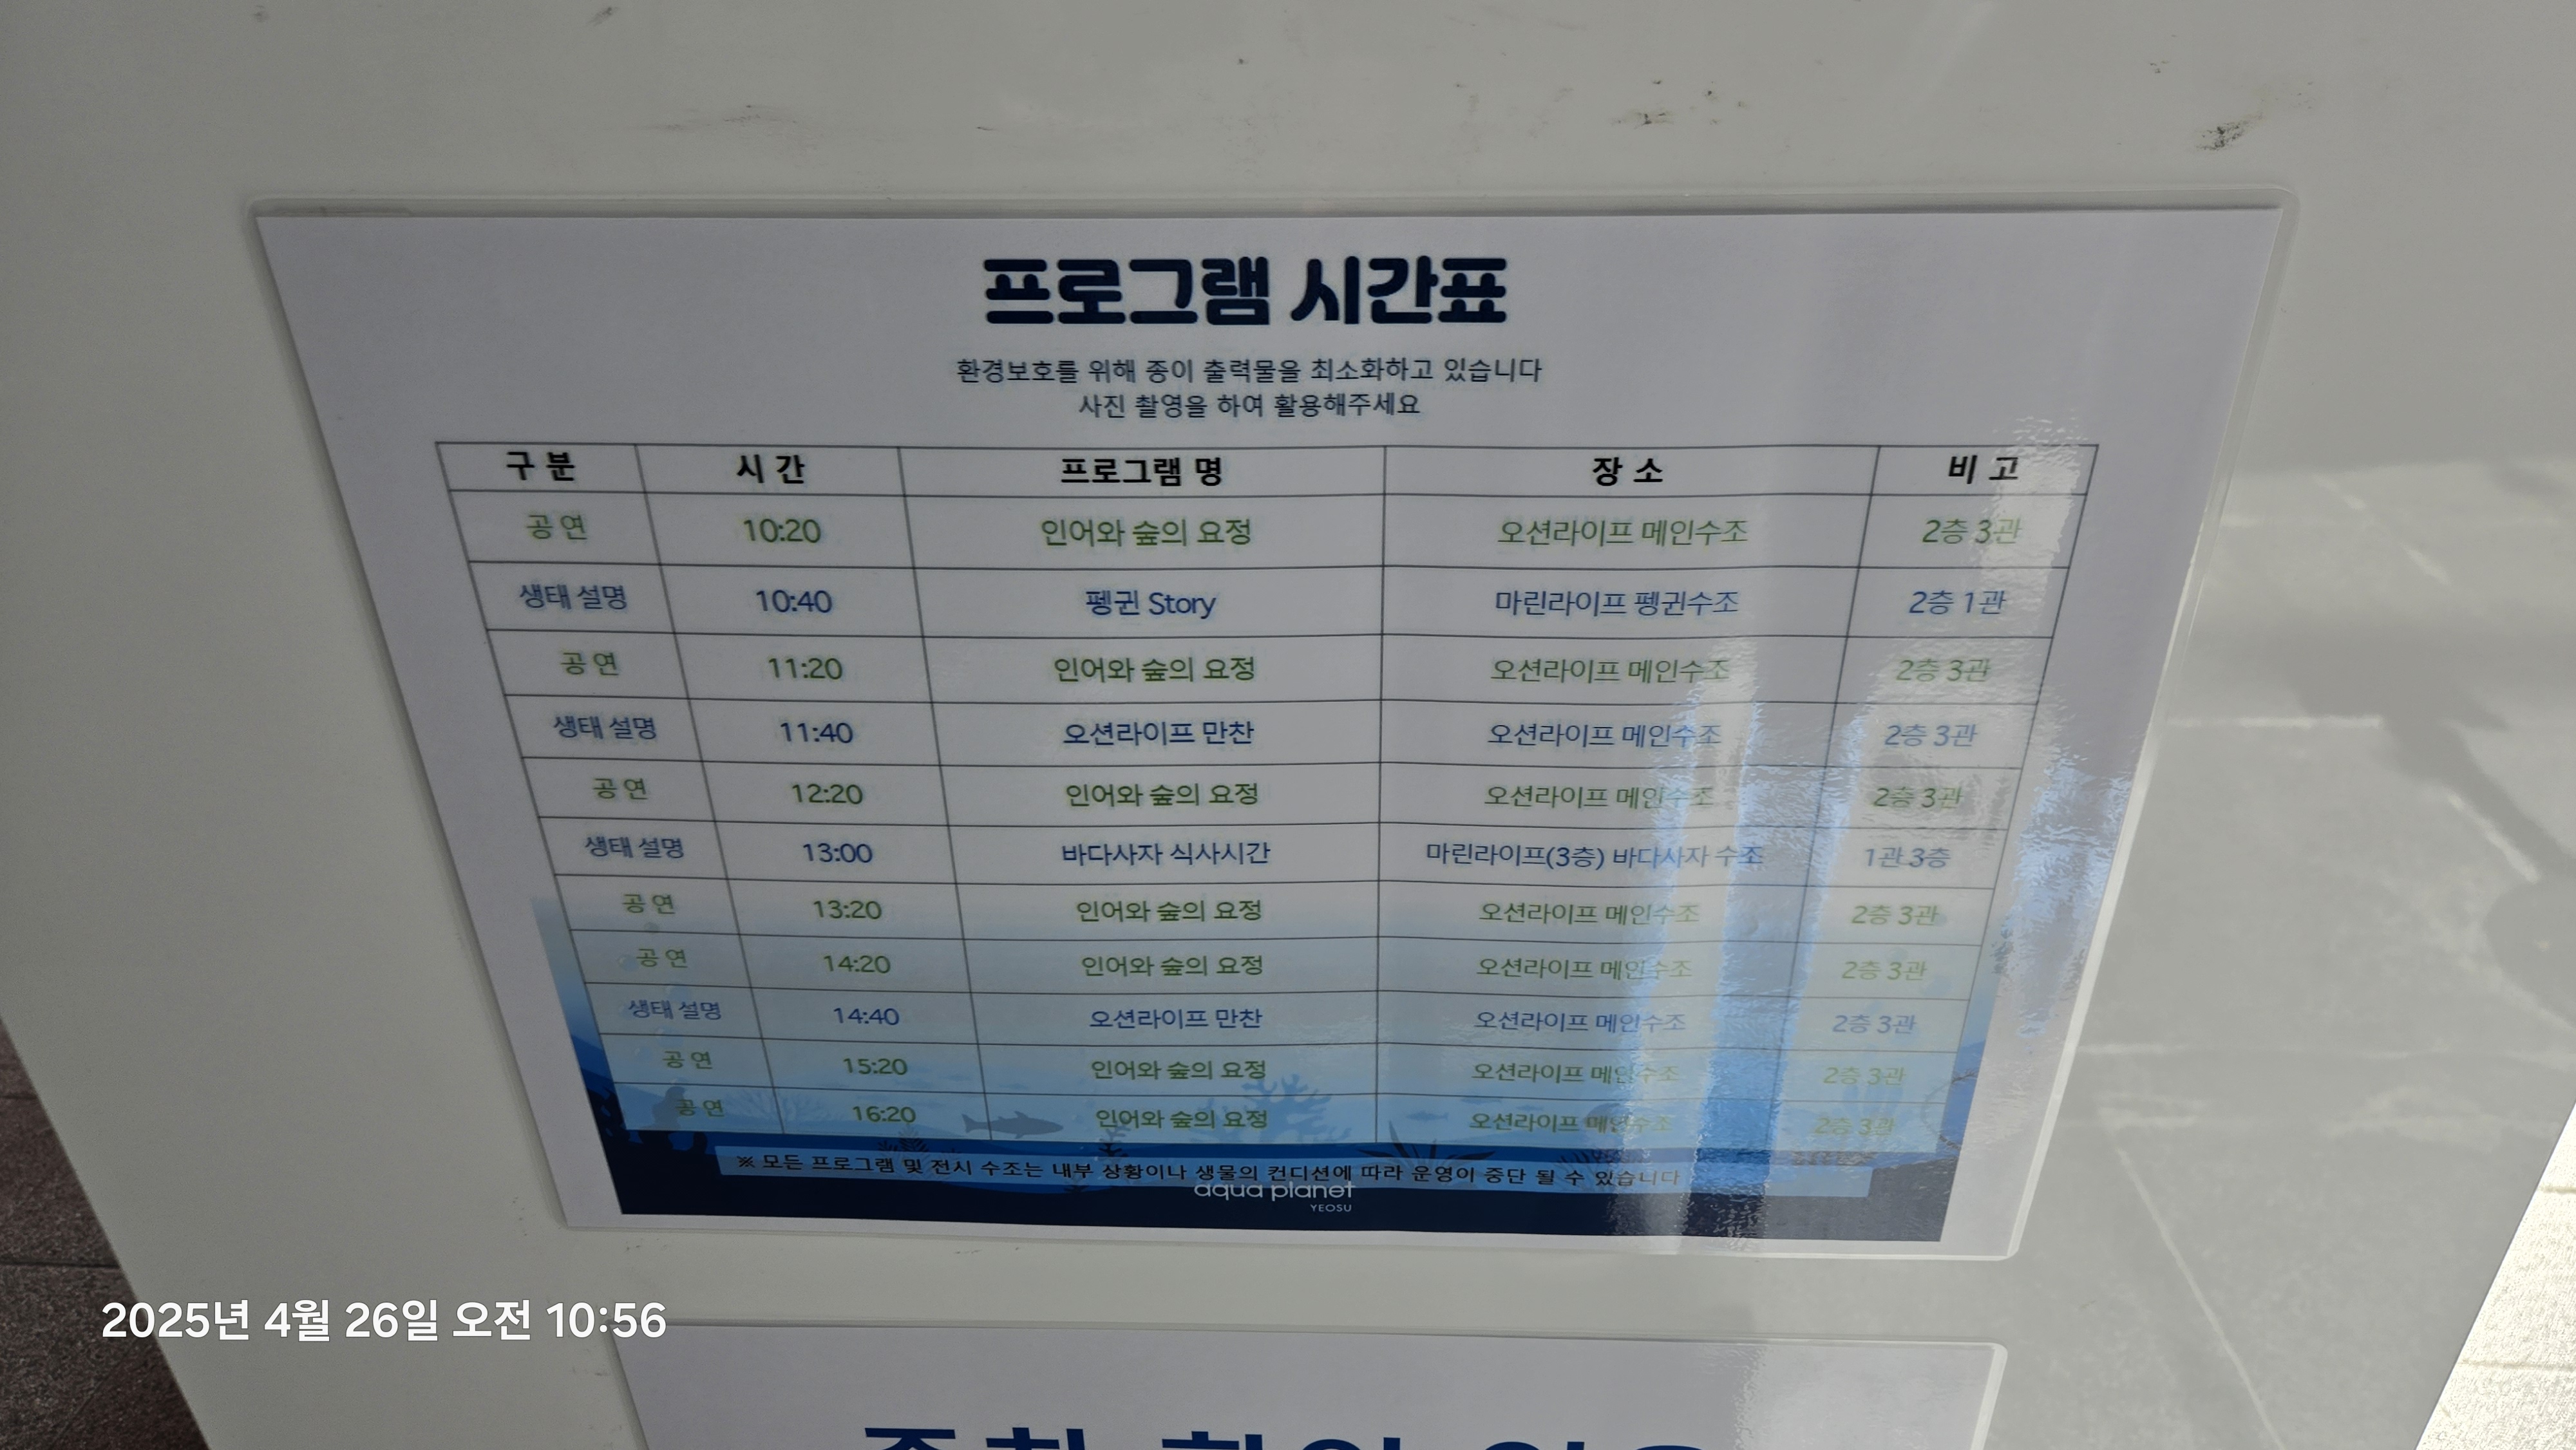 프로그램 시간표
환경보호를 위해 종이 출력물을 최소화하고 있습니다
사진 촬영을 하여 활용해주세요
구 분 시 간 프로그램 명 장 소 비 고
공 연 10:20 인어와 숲의 요정 오션라이프 메인수조 2층 3관
생태 설명 10:40 펭귄 Story 마린라이프 펭귄수조 2층 1관
공 연 11:20 인어와 숲의 요정 오션라이프 메인수조 2층 3관
생태 설명 11:40 오션라이프 만찬 오션라이프 메인수조 2층 3관
공 연 12:20 인어와 숲의 요정 오션라이프 메인수조 2층 3관
생태 설명 13:00 바다사자 식사시간 마린라이프(3층) 바다사자 수조 1관 3층
공 연 13:20 인어와 숲의 요정 오션라이프 메인수조 2층 3관
공 연 14:20 인어와 숲의 요정 오션라이프 메인수조 2층 3관
생태 설명 14:40 오션라이프 만찬 오션라이프 메인수조 2층 3관
공 연 15:20 인어와 숲의 요정 오션라이프 메인수조 2층 3관
공 연 16:20 인어와 숲의 요정 오션라이프 메인수조 2층 3관
※ 모든 프로그램 및 전시 수조는 내부 상황이나 생물의 컨디션에 따라 운영이 중단 될 수 있습니다
aqua planet
YEOSU
2025년 4월 26일 오전 10:56